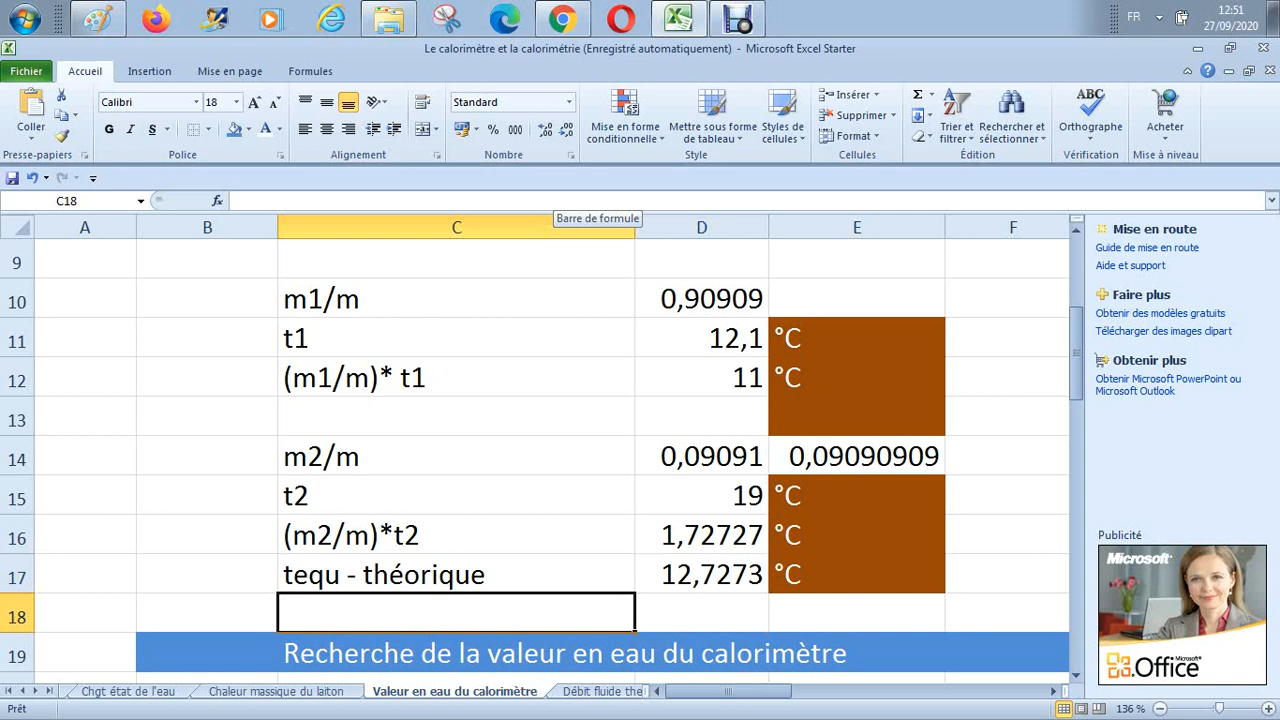 FR
12:51
27/09/2020
Le calorimètre et la calorimétrie (Enregistré automatiquement) - Microsoft Excel Starter
Fichier Accueil Insertion Mise en page Formules
Coller
Presse-papiers
Calibri 18
G I S
A A
Police
Alignement
Standard
% 000
Nombre
Mise en forme conditionnelle
Mettre sous forme de tableau
Styles de cellules
Style
Insérer
Supprimer
Format
Cellules
Σ
Trier et filtrer
Rechercher et sélectionner
Édition
ABC
Orthographe
Vérification
Acheter
Mise à niveau
C18 fx
Barre de formule
A B C D E F
9
10 m1/m 0,90909
11 t1 12,1 °C
12 (m1/m)* t1 11 °C
13
14 m2/m 0,09091 0,09090909
15 t2 19 °C
16 (m2/m)*t2 1,72727 °C
17 tequ - théorique 12,7273 °C
18
19 Recherche de la valeur en eau du calorimètre
Mise en route
Guide de mise en route
Aide et support
Faire plus
Obtenir des modèles gratuits
Télécharger des images clipart
Obtenir plus
Obtenir Microsoft PowerPoint ou
Microsoft Outlook
Publicité
Microsoft
Office Microsoft
Chgt état de l'eau Chaleur massique du laiton Valeur en eau du calorimètre Débit fluide the
Prêt
136 %